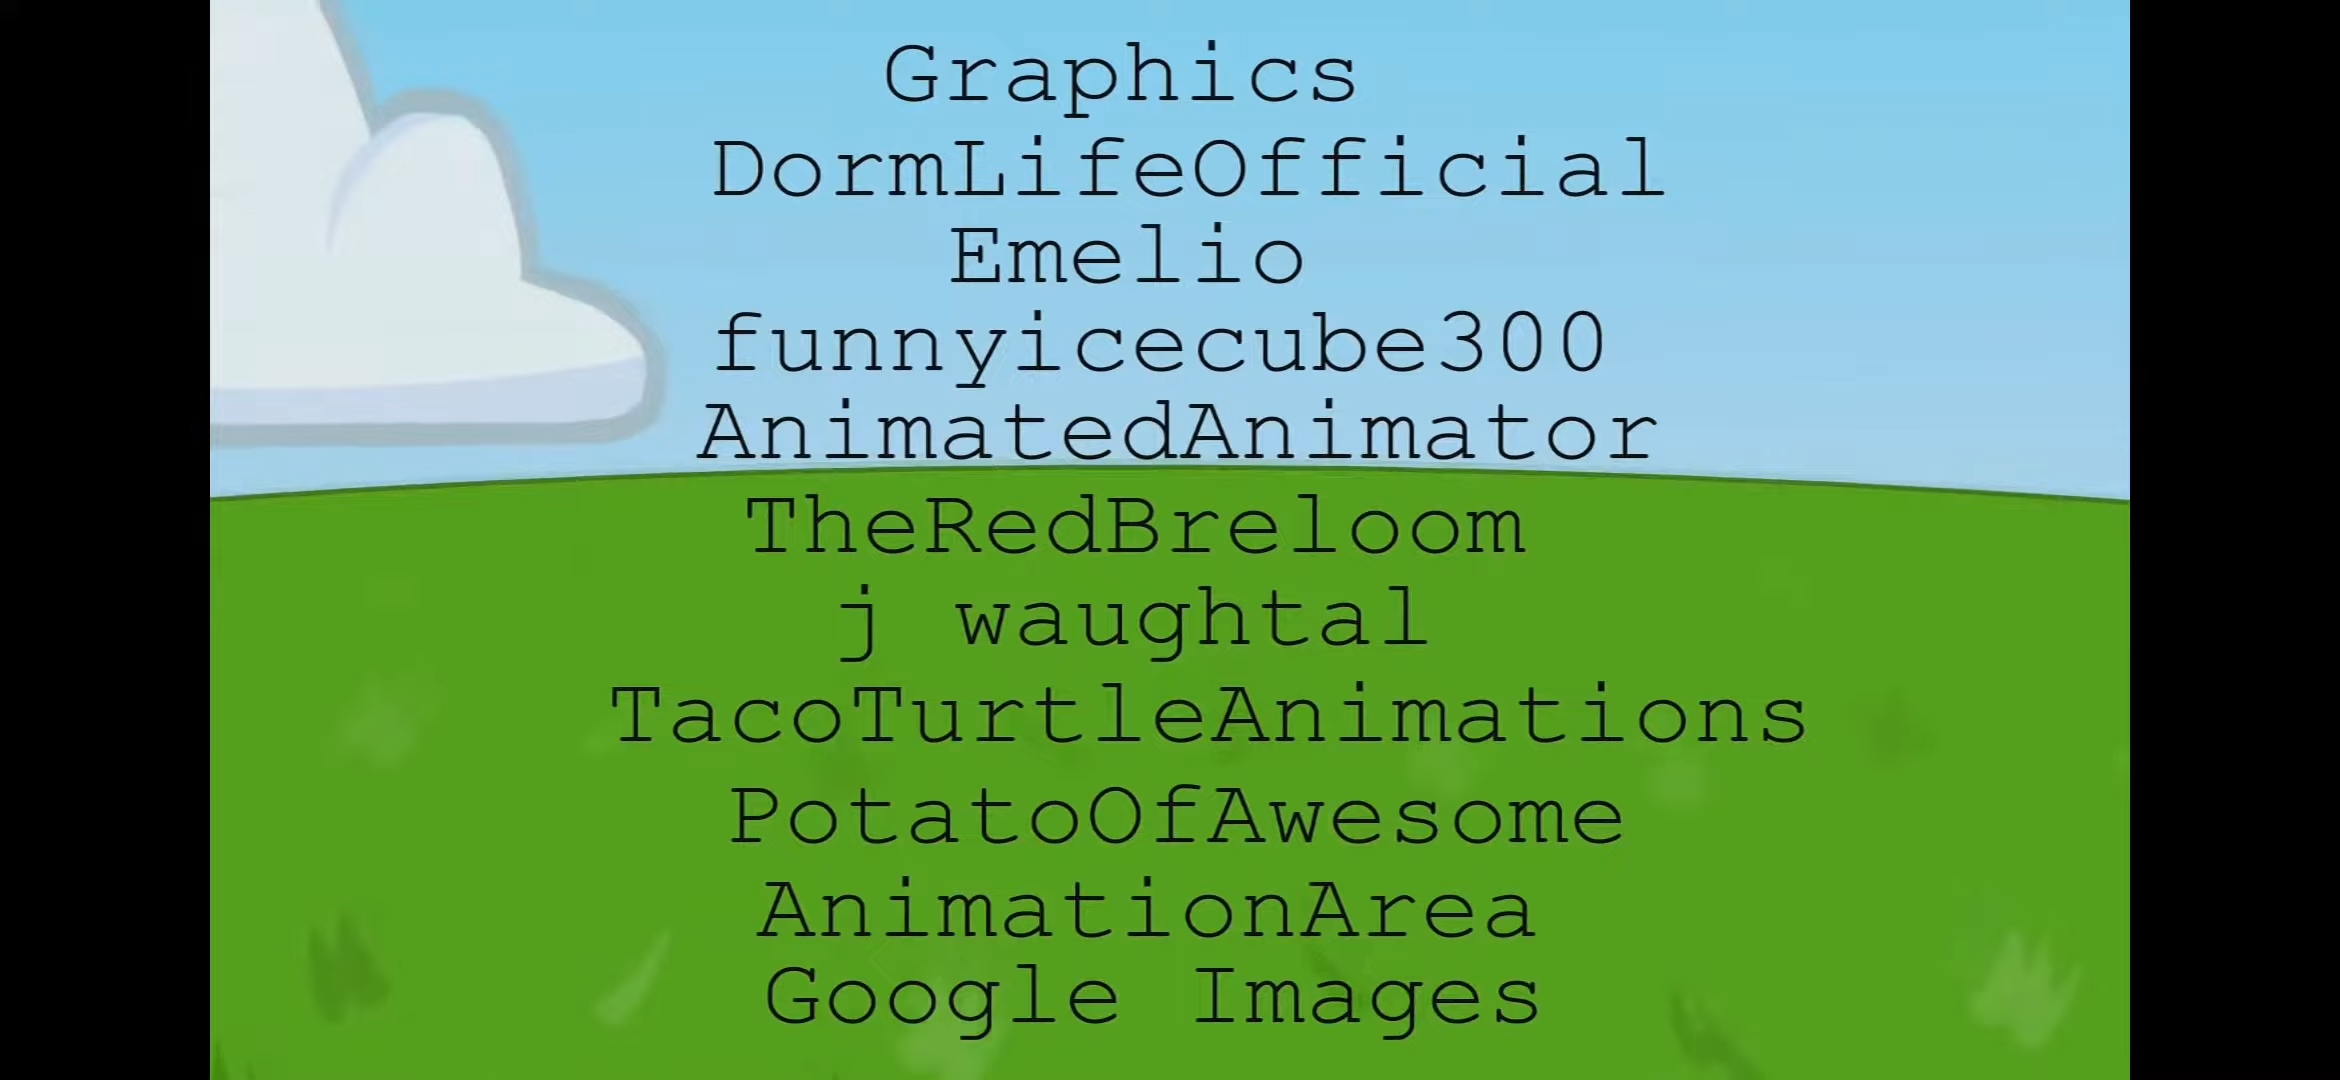 Graphics
DormLifeOfficial
Emelio
funnyicecube300
AnimatedAnimator
TheRedBreloom
j waughtal
TacoTurtleAnimations
PotatoOfAwesome
AnimationArea
Google Images